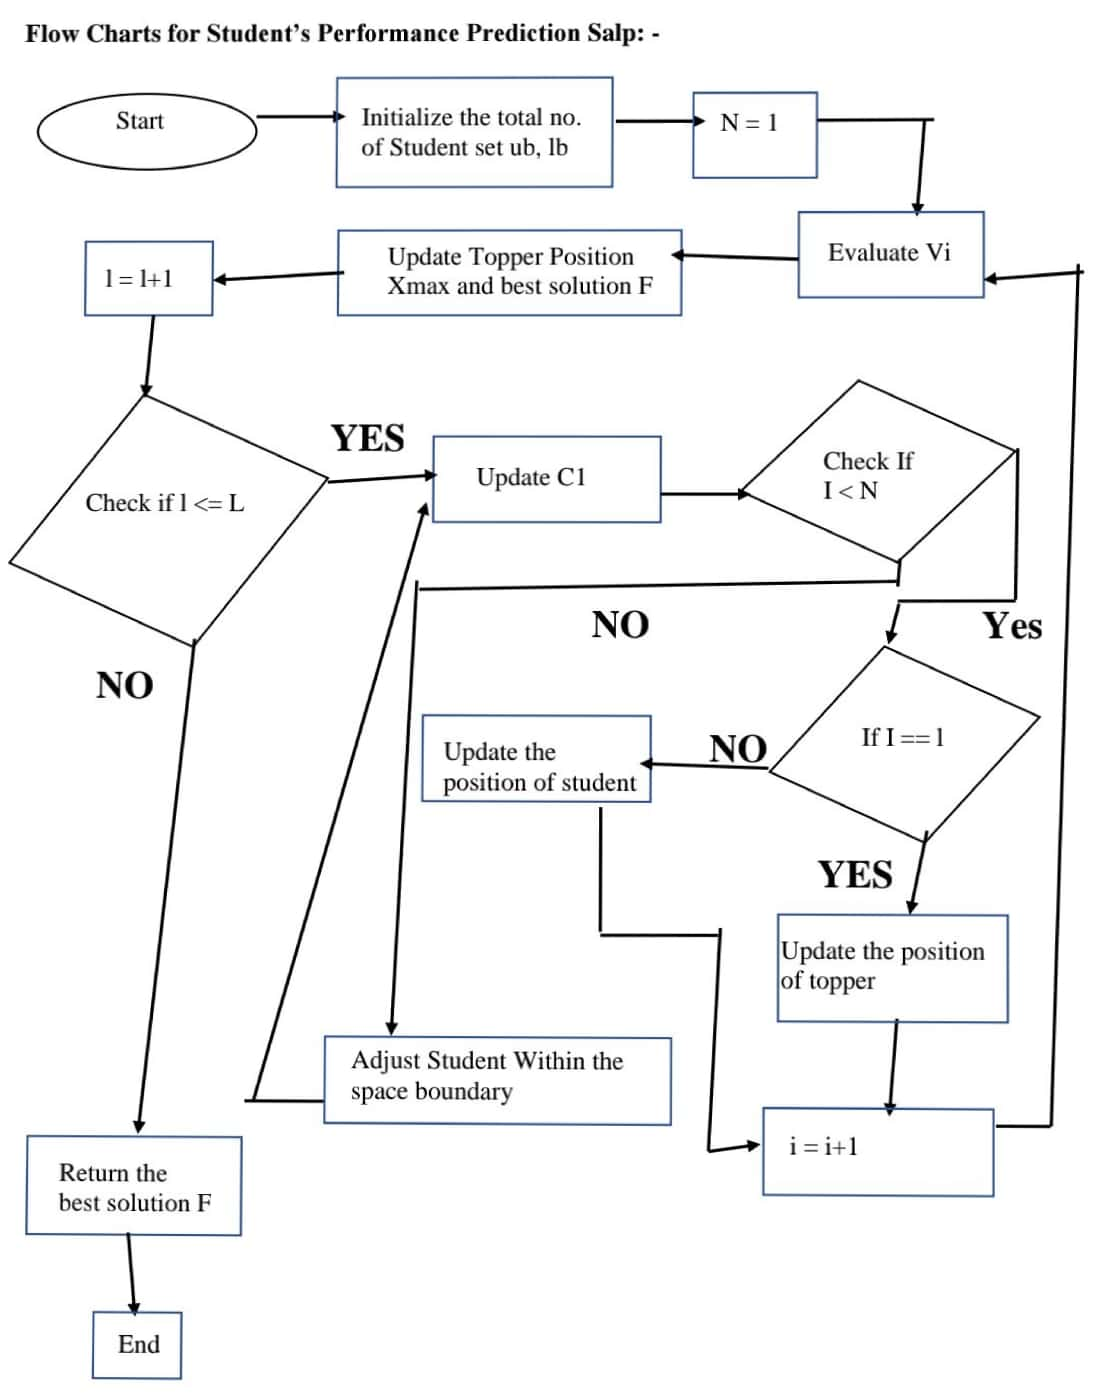 Flow Charts for Student’s Performance Prediction Salp: -
Start
Initialize the total no.
of Student set ub, lb
N = 1
Evaluate Vi
Update Topper Position
Xmax and best solution F
l = l+1
Check if l <= L
YES
Update C1
Check If
I < N
NO
Yes
NO
If I == 1
NO
Update the
position of student
YES
Update the position
of topper
Adjust Student Within the
space boundary
i = i+1
Return the
best solution F
End